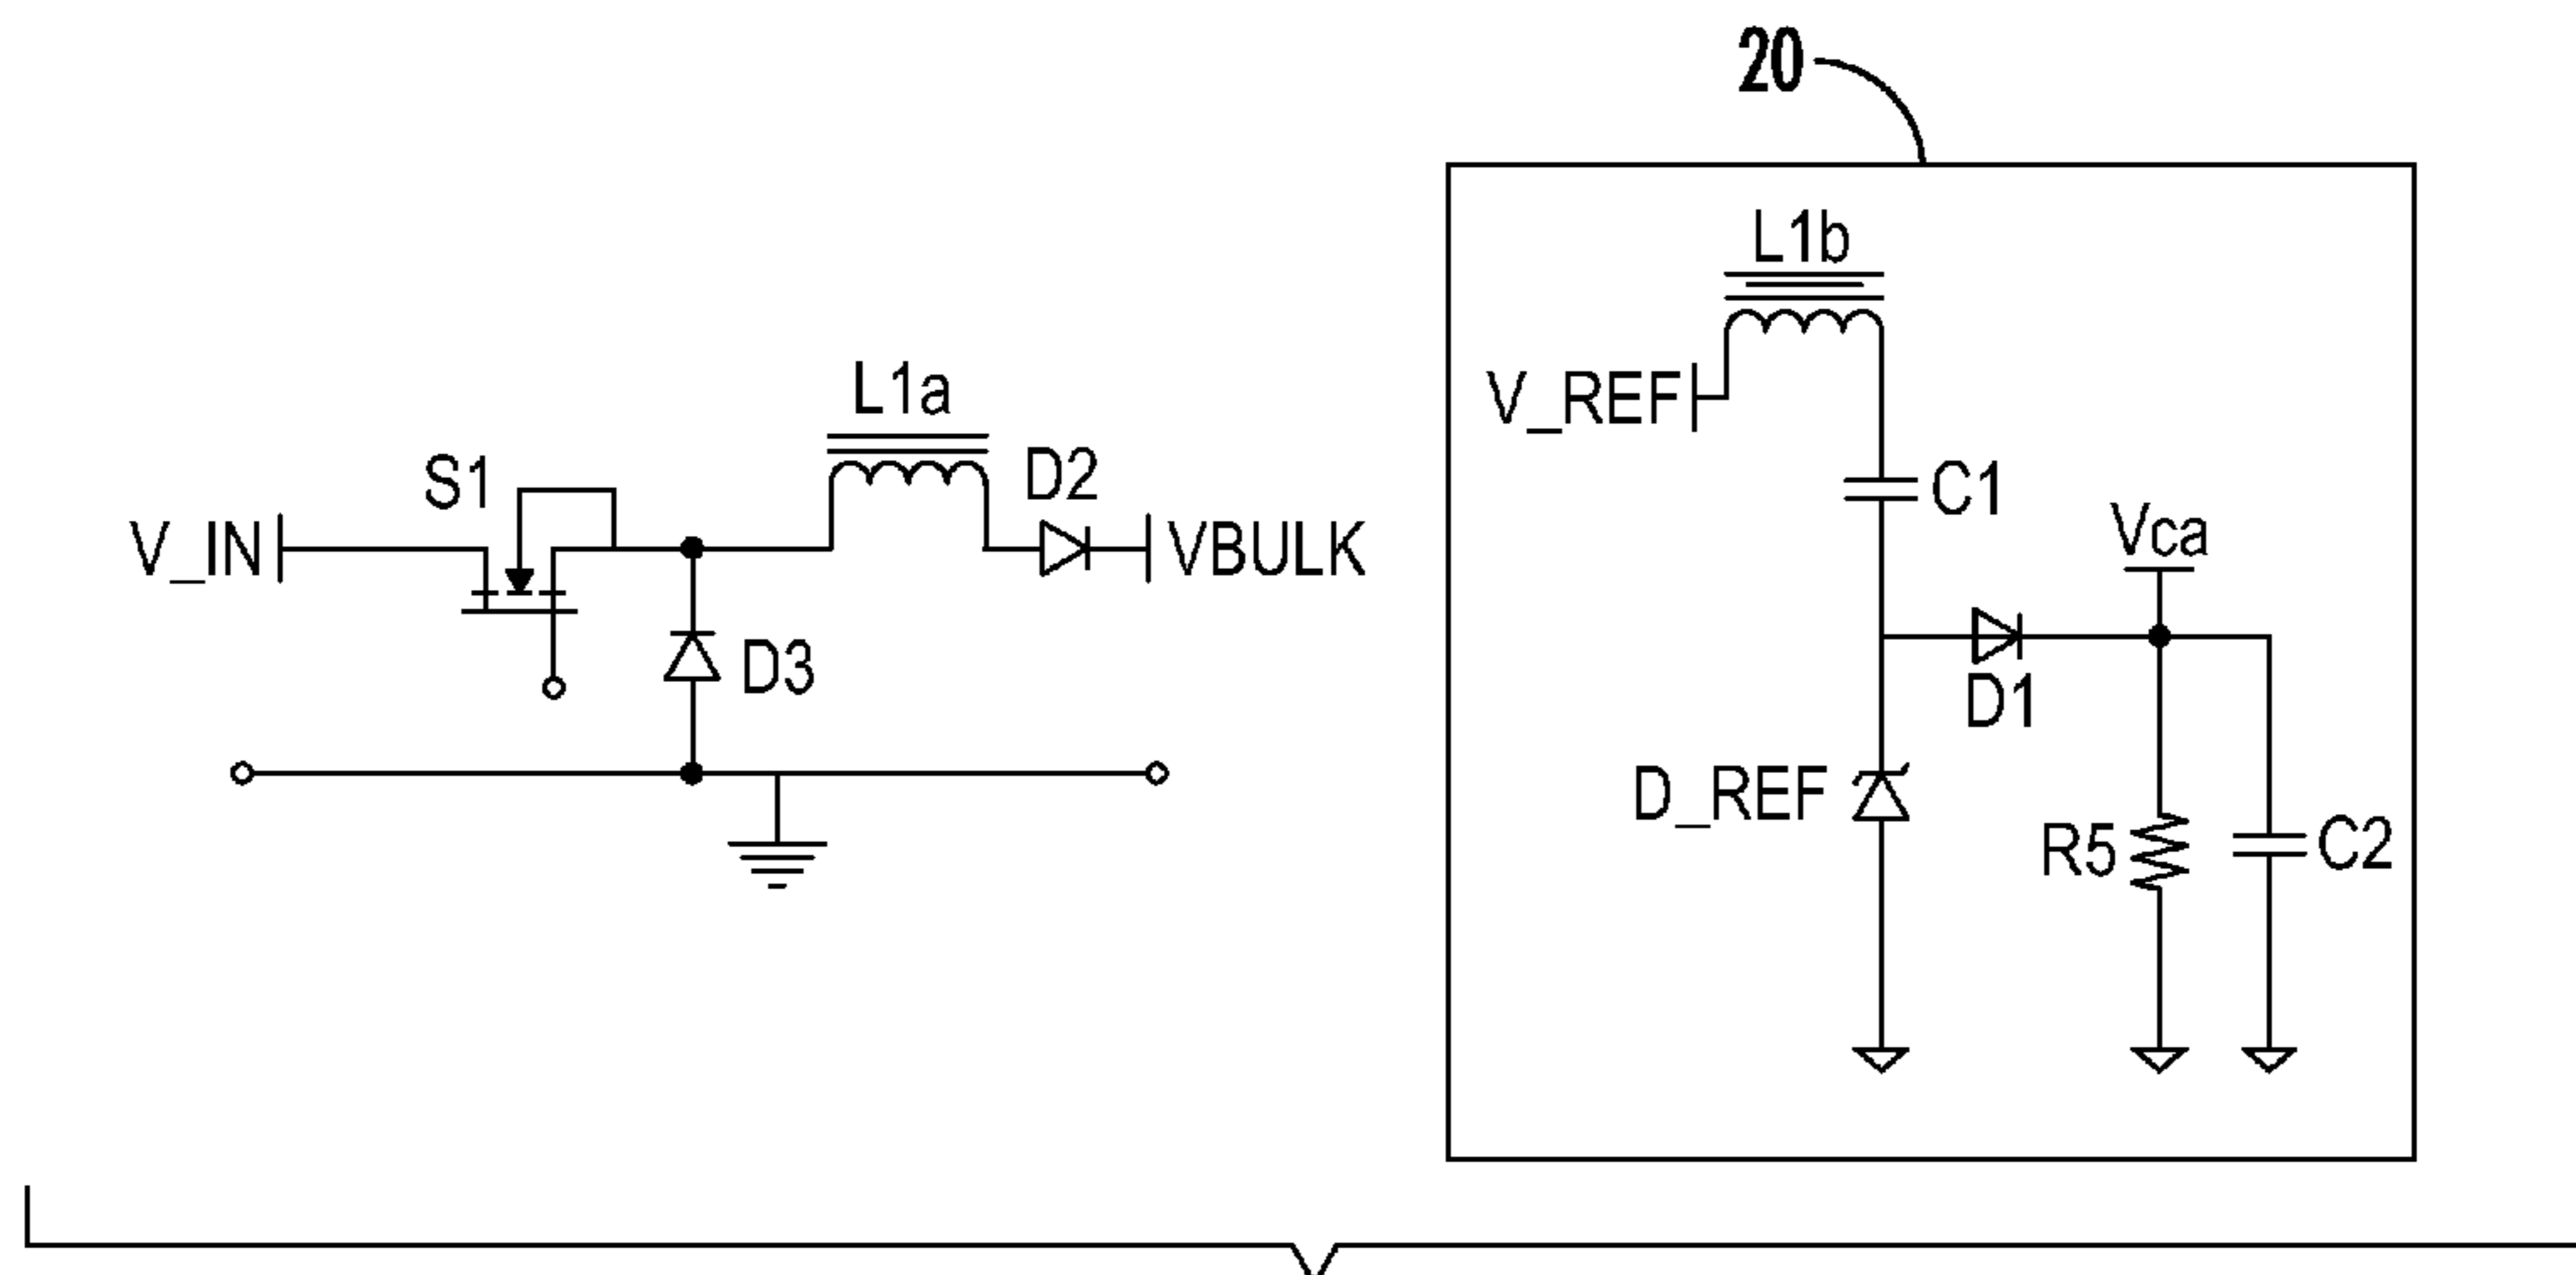 20
L1b
V_REF
C1
Vca
D1
D_REF
R5
C2
L1a
S1
D2
V_IN
VBULK
D3